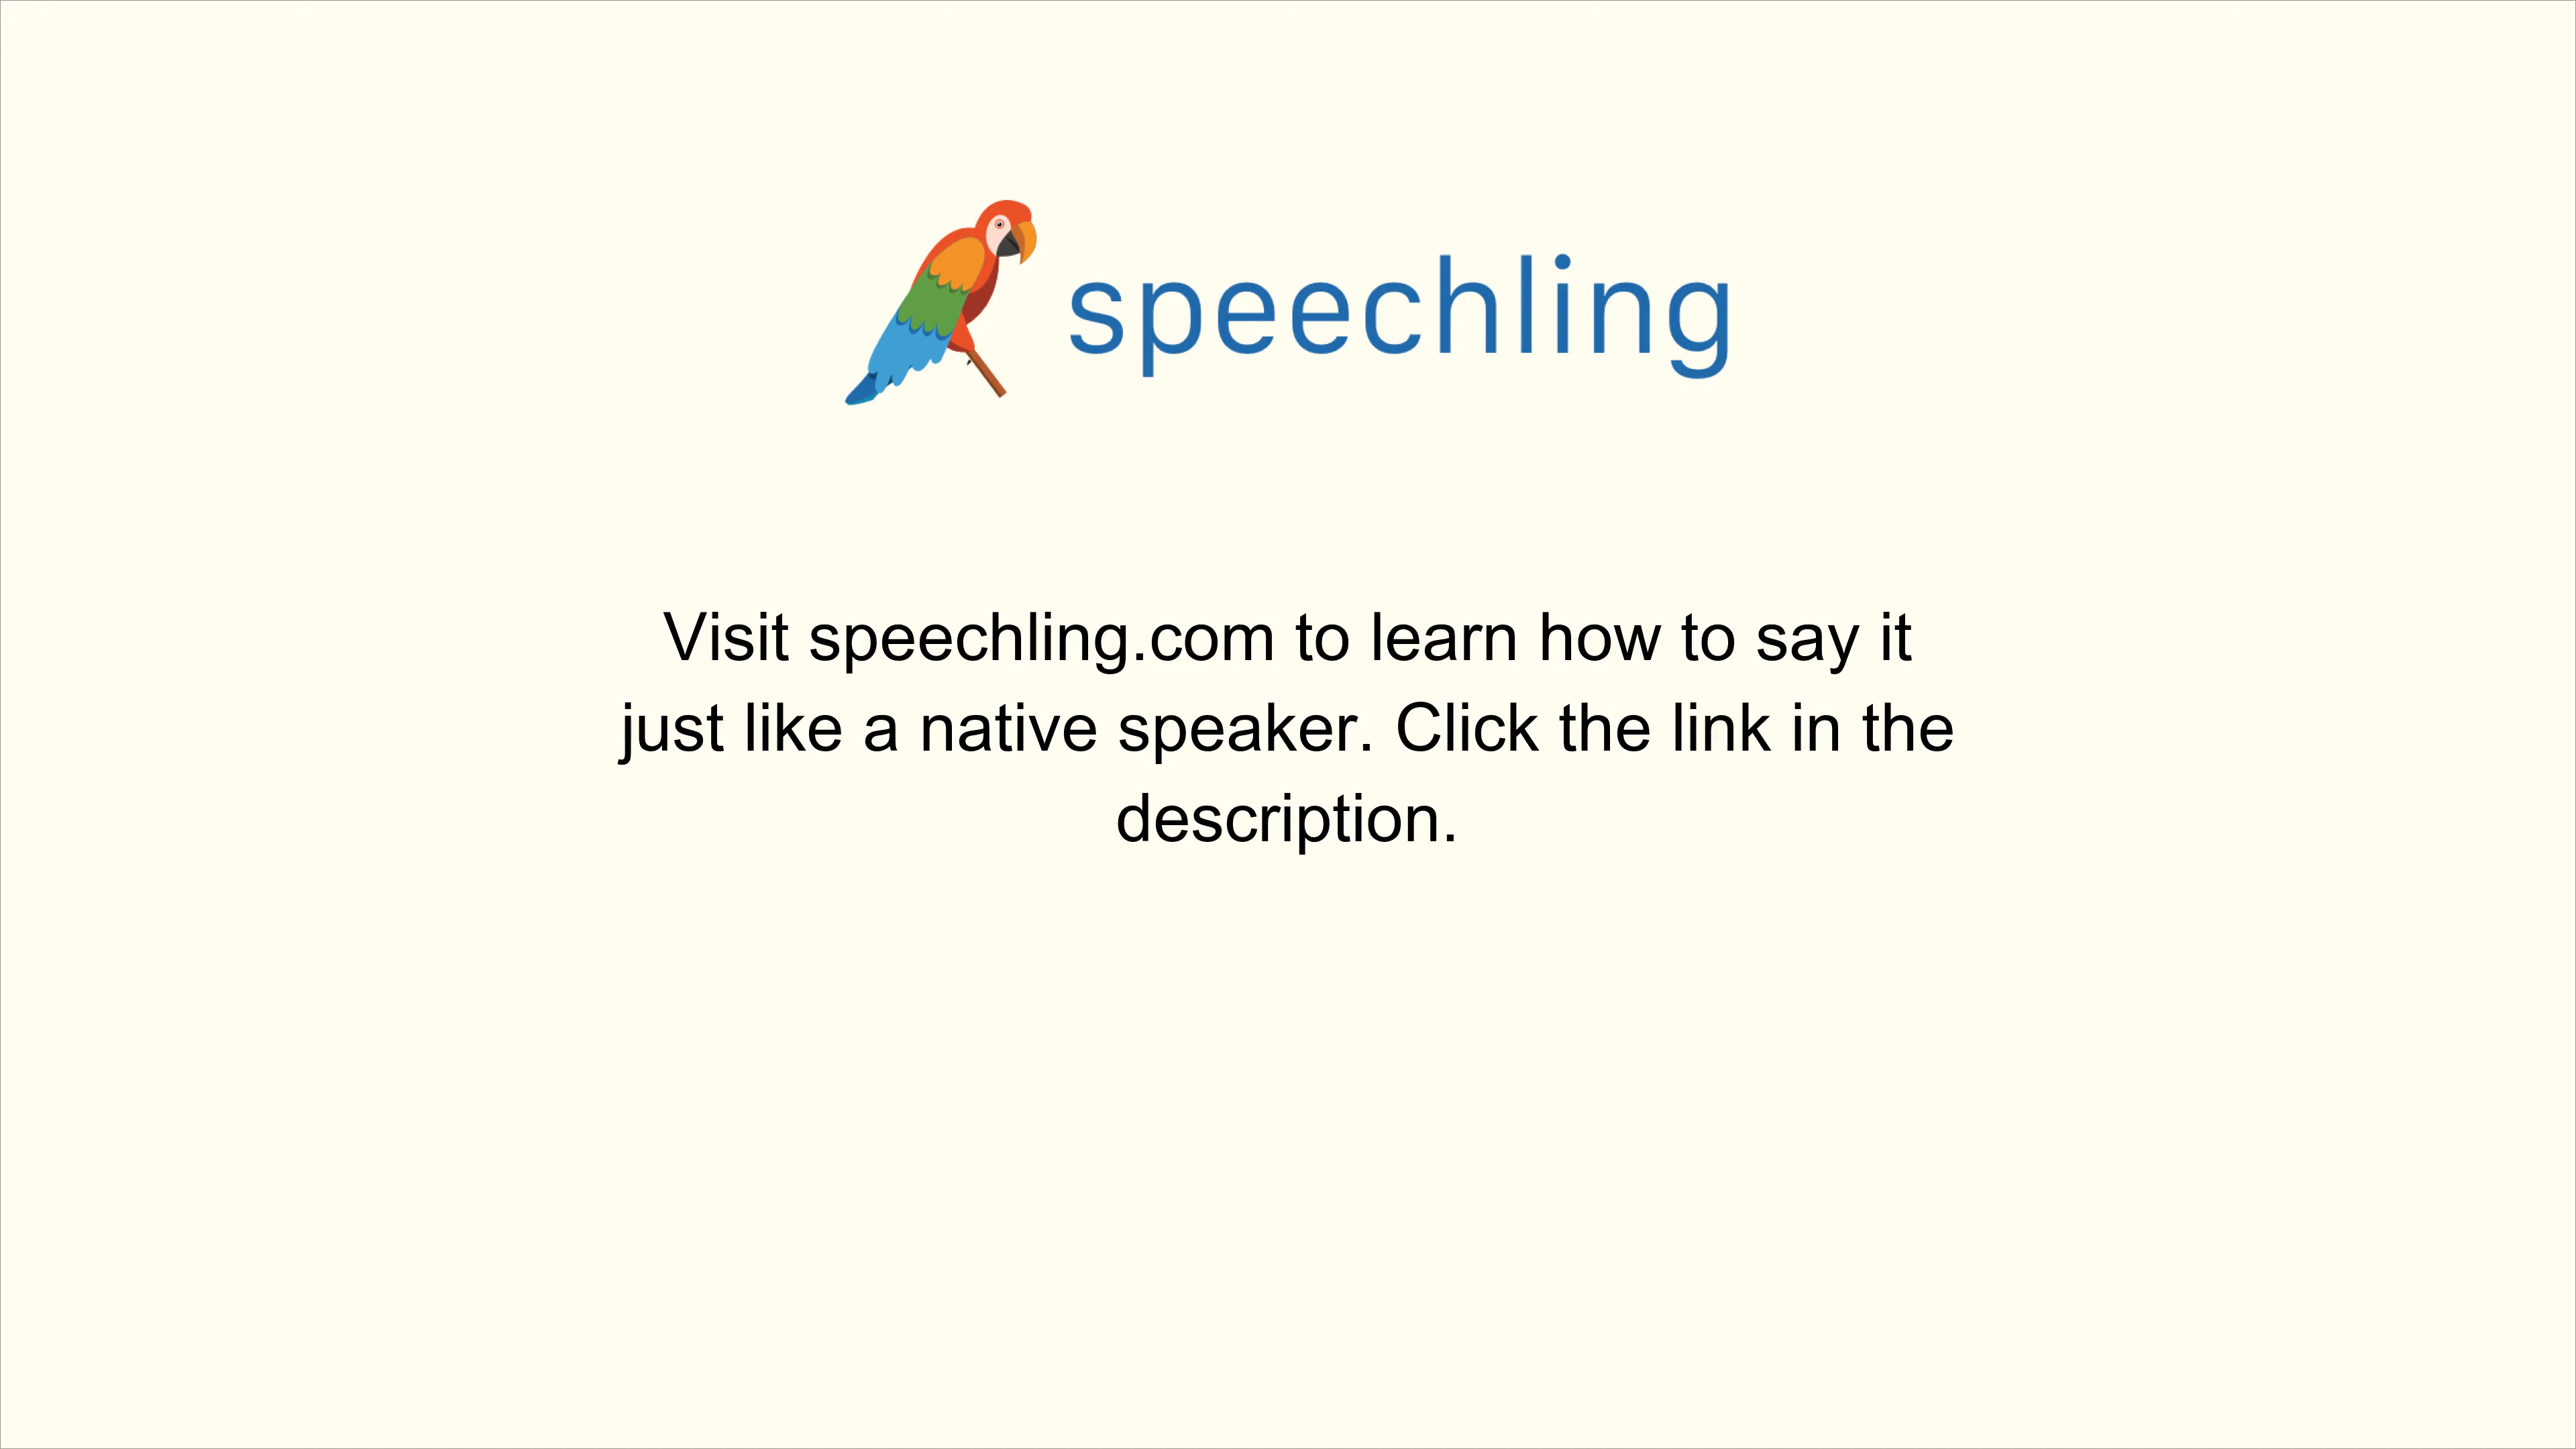 speechling
Visit speechling.com to learn how to say it
just like a native speaker. Click the link in the
description.